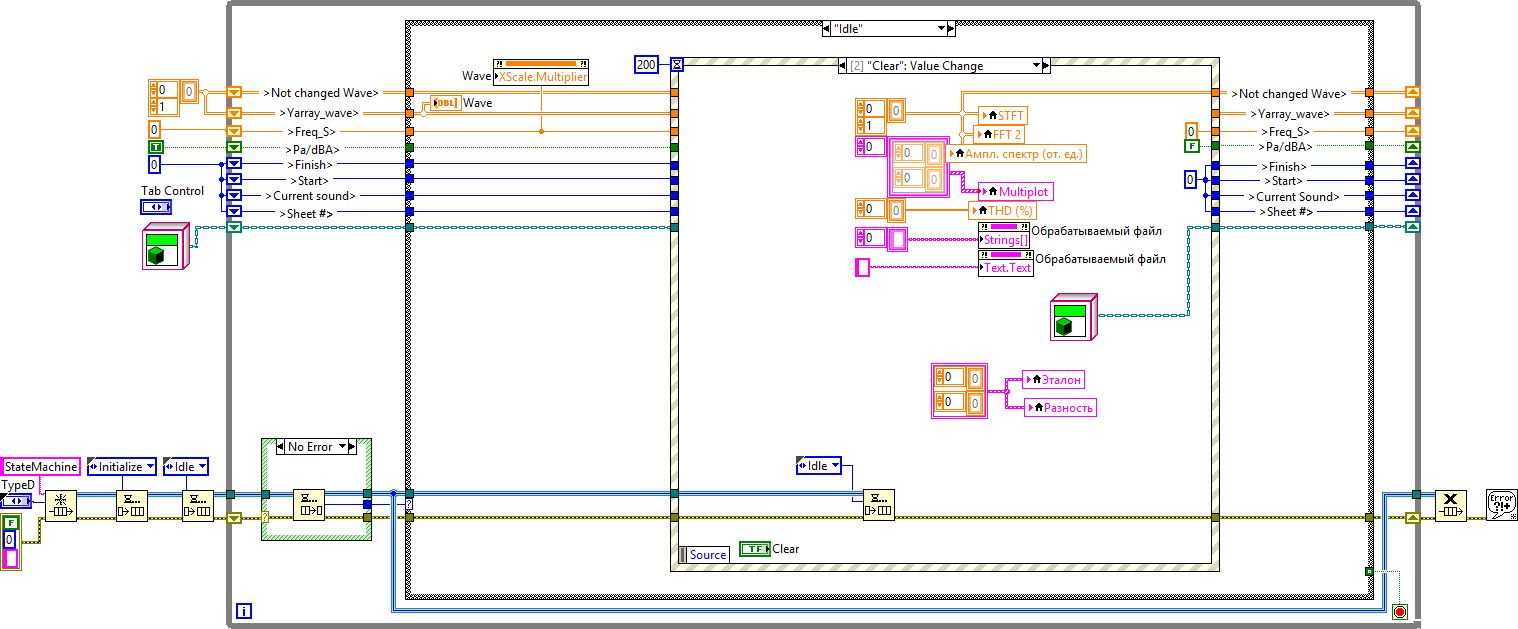 "Idle"
Wave
XScale.Multiplier
200
[2] "Clear": Value Change
0
0
1
>Not changed Wave>
DBL]
Wave
>Yarray_wave>
0
>Freq_S>
T
>Pa/dBA>
0
>Finish>
>Start>
Tab Control
>Current sound>
>Sheet #>
0
0
1
STFT
FFT 2
0
0
0
0
0
Ампл. спектр (от. ед.)
Multiplot
0
0
THD (%)
0
Strings[]
Обрабатываемый файл
Text.Text
Обрабатываемый файл
>Not changed Wave>
>Yarray_wave>
0
>Freq_S>
F
>Pa/dBA>
>Finish>
0
>Start>
>Current Sound>
>Sheet #>
0
0
0
0
Эталон
Разность
No Error
StateMachine
Initialize
Idle
TypeD
F
0
?
?
Idle
Error
?!+
Source
TF
Clear
i